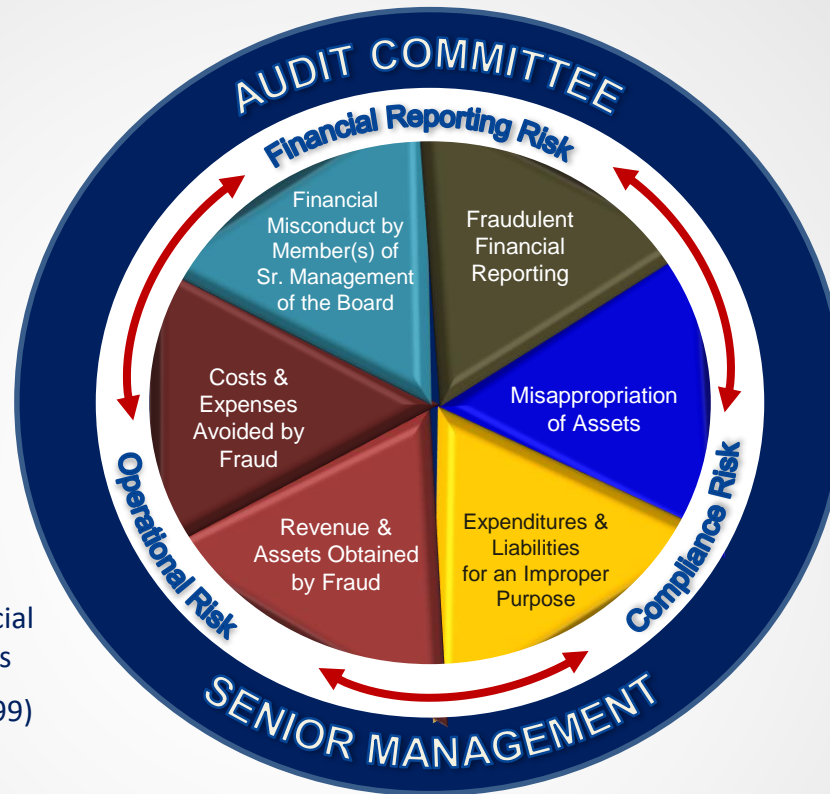 AUDIT COMMITTEE
Financial Reporting Risk
Financial
Misconduct by
Member(s) of
Sr. Management
of the Board
Fraudulent
Financial
Reporting
Costs &
Expenses
Avoided by
Fraud
Misappropriation
of Assets
Revenue &
Assets Obtained
by Fraud
Expenditures &
Liabilities
for an Improper
Purpose
Operational Risk
Compliance Risk
SENIOR MANAGEMENT
cial
s
99)